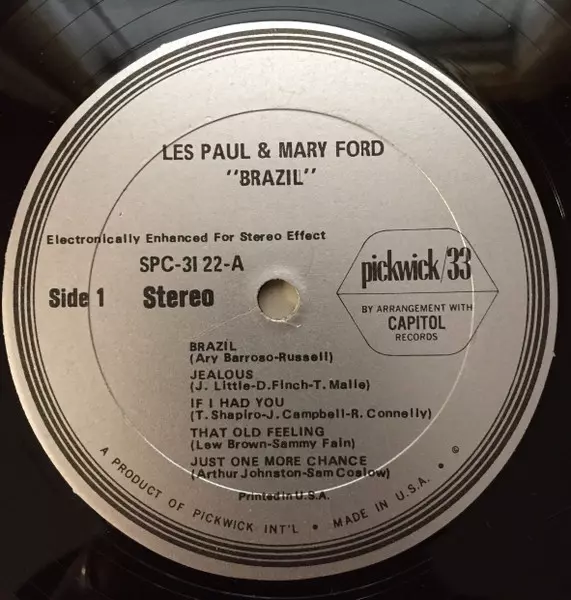 LES PAUL & MARY FORD
"BRAZIL"
Electronically Enhanced For Stereo Effect
SPC-3122-A
Side 1 Stereo
pickwick/33
BY ARRANGEMENT WITH
CAPITOL
RECORDS
BRAZIL
(Ary Barroso-Russell)
JEALOUS
(J. Little-D.Finch-T. Malie)
IF I HAD YOU
(T. Shapiro-J. Campbell-R. Connelly)
THAT OLD FEELING
(Lew Brown-Sammy Fain)
JUST ONE MORE CHANCE
(Arthur Johnston-Sam Coslow)
Printed in U.S.A.
A PRODUCT OF PICKWICK INT'L • MADE IN U.S.A. • ©